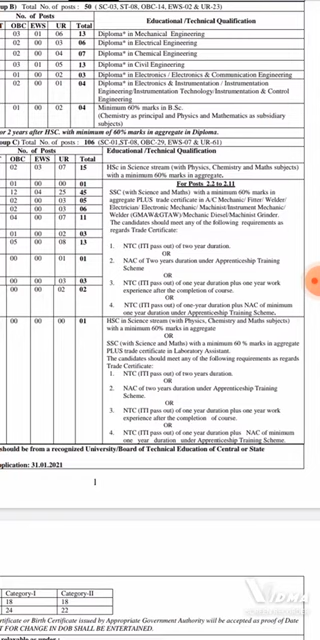 up B) Total No. of posts : 50 (SC-03, ST-08, OBC-14, EWS-02 & UR-23)
No. of Posts Educational /Technical Qualification
OBC EWS UR Total
03 01 06 13 Diploma* in Mechanical Engineering
02 00 03 06 Diploma* in Electrical Engineering
02 00 04 07 Diploma* in Chemical Engineering
03 01 05 13 Diploma* in Civil Engineering
01 00 02 03 Diploma* in Electronics / Electronics & Communication Engineering
02 00 01 04 Diploma* in Electronics & Instrumentation / Instrumentation
Engineering/Instrumentation Technology/Instrumentation & Control
Engineering
01 00 02 04 Minimum 60% marks in B.Sc.
(Chemistry as principal and Physics and Mathematics as subsidiary
subjects)
or 2 years after HSC. with minimum of 60% marks in aggregate in Diploma.
up C) Total No. of posts : 106 (SC-01, OBC-29, EWS-07 & UR-61)
No. of Posts Educational /Technical Qualification
OBC EWS UR Total
02 03 07 15 HSc in Science stream (with Physics, Chemistry and Maths subjects)
with a minimum 60% marks in aggregate.
01 00 00 01 For Posts 2.2 to 2.11
12 04 25 45 SSC (with Science and Maths) with a minimum 60% marks in
02 00 03 05 aggregate PLUS trade certificate in A/C Mechanic/ Fitter/ Welder/
02 00 03 06 Electrician/ Electronic Mechanic/ Machinist/Instrument Mechanic/
04 00 07 11 Welder (GMAW&GTAW)/Mechanic Diesel/Machinist Grinder.
The candidates should meet any of the following requirements as
01 00 02 03 regards Trade Certificate:
05 00 08 13
1. NTC (ITI pass out) of two year duration.
OR
00 00 01 01 2. NAC of Two years duration under Apprenticeship Training
Scheme
OR
00 00 03 03 3. NTC (ITI pass out) of one year duration plus one year work
00 00 02 02 experience after the completion of course.
OR
4. NTC (ITI pass out) of one-year duration plus NAC of minimum
one year duration under Apprenticeship Training Scheme.
00 00 00 01 HSC in Science stream (with Physics, Chemistry and Maths subjects)
with a minimum 60% marks in aggregate
OR
SSC (with Science and Maths) with a minimum 60 % marks in aggregate
PLUS trade certificate in Laboratory Assistant.
The candidates should meet any of the following requirements as regards
Trade Certificate:
1. NTC (ITI pass out) of two years duration.
OR
2. NAC of two years duration under Apprenticeship Training
Scheme.
OR
3. NTC (ITI pass out) of one year duration plus one year work
experience after the completion of course.
OR
4. NTC (ITI pass out) of one year duration plus NAC of minimum
one year duration under Apprenticeship Training Scheme.
should be from a recognized University/Board of Technical Education of Central or State
pplication: 31.01.2021
1
Category-I Category-II
18 18
24 22
rtificate or Birth Certificate issued by Appropriate Government Authority will be accepted as proof of Date
T FOR CHANGE IN DOB SHALL BE ENTERTAINED.
relaxable as under :
VIDMA